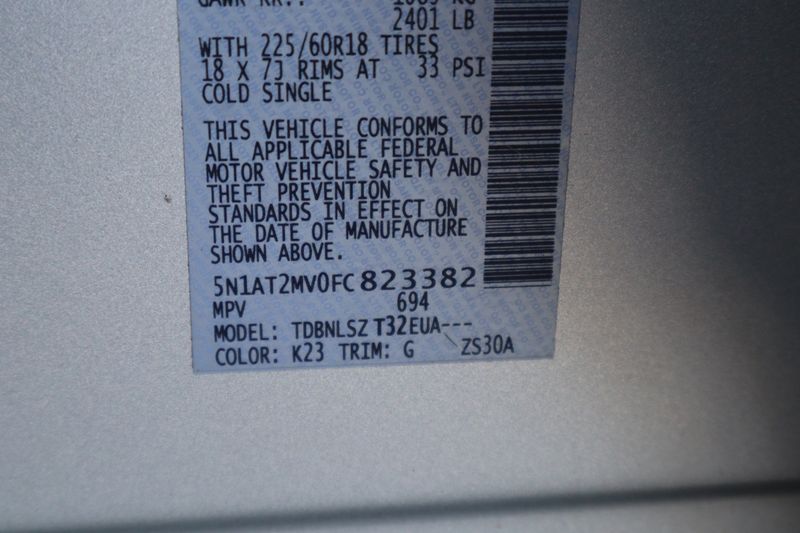 GAWR RR.:
2401 LB
WITH 225/60R18 TIRES
18 X 7J RIMS AT 33 PSI
COLD SINGLE
THIS VEHICLE CONFORMS TO
ALL APPLICABLE FEDERAL
MOTOR VEHICLE SAFETY AND
THEFT PREVENTION
STANDARDS IN EFFECT ON
THE DATE OF MANUFACTURE
SHOWN ABOVE.
5N1AT2MV0FC823382
MPV 694
MODEL: TDBNLSZ T32EUA---
COLOR: K23 TRIM: G ZS30A